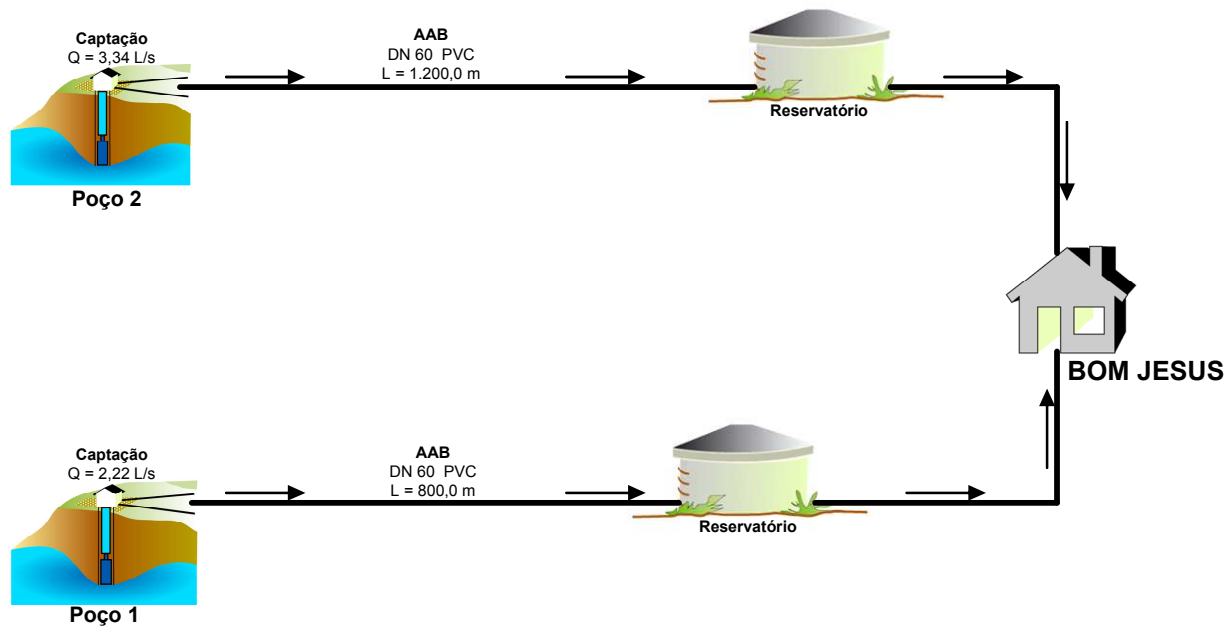 Captação
Q = 3,34 L/s
AAB
DN 60 PVC
L = 1.200,0 m
Reservatório
Poço 2
BOM JESUS
Captação
Q = 2,22 L/s
AAB
DN 60 PVC
L = 800,0 m
Reservatório
Poço 1